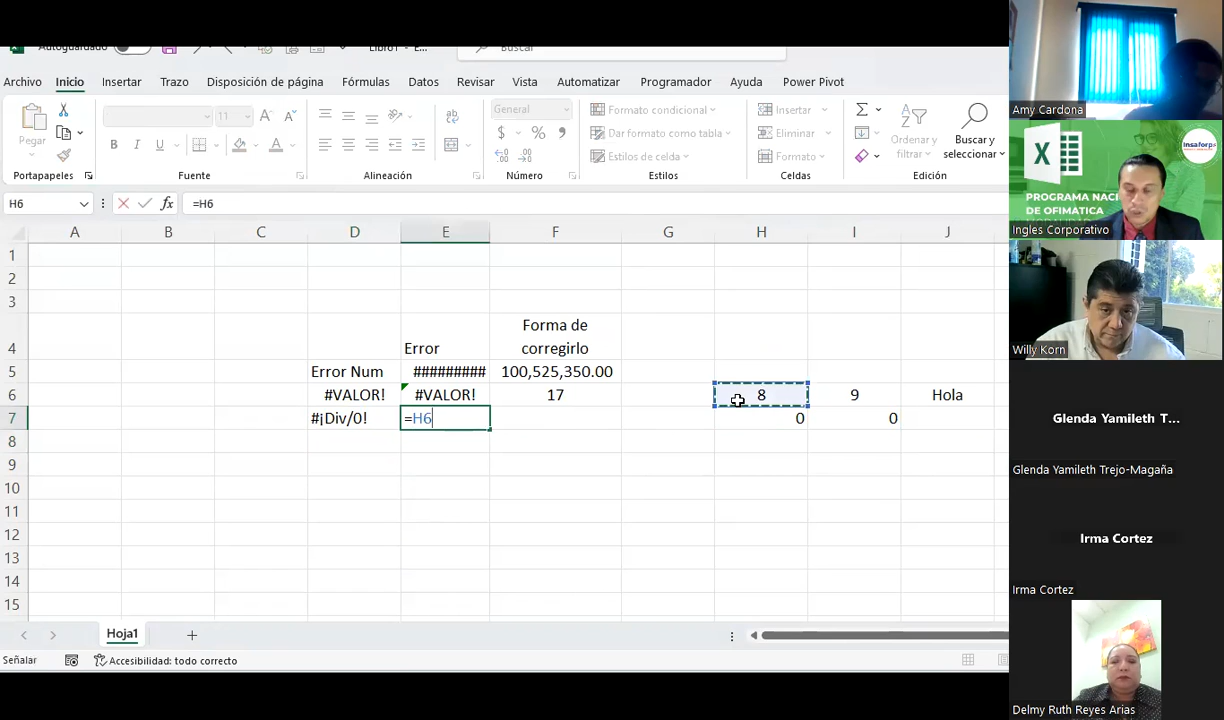 Autoguardado
Libro1 - E...
Buscar
Archivo Inicio Insertar Trazo Disposición de página Fórmulas Datos Revisar Vista Automatizar Programador Ayuda Power Pivot
Pegar
11
General
Formato condicional
Dar formato como tabla
Estilos de celda
Insertar
Eliminar
Formato
Ordenar y
filtrar
Buscar y
seleccionar
Portapapeles Fuente Alineación Número Estilos Celdas Edición
H6 fx =H6
A B C D E F G H I J
1
2
3
4 Error Forma de
corregirlo
5 Error Num ######### 100,525,350.00
6 #VALOR! #VALOR! 17 8 9 Hola
7 #¡Div/0! =H6 0 0
8
9
10
11
12
13
14
15
Hoja1
Señalar Accesibilidad: todo correcto
Amy Cardona
insaforp
PROGRAMA NACI
DE OFIMATICA
Ingles Corporativo
Willy Korn
Glenda Yamileth T...
Glenda Yamileth Trejo-Magaña
Irma Cortez
Irma Cortez
Delmy Ruth Reyes Arias